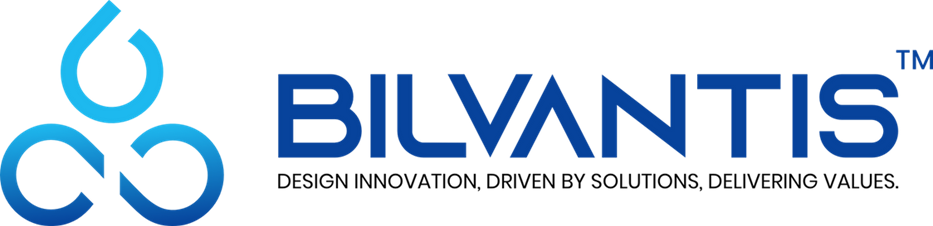 BILVANTIS™
DESIGN INNOVATION, DRIVEN BY SOLUTIONS, DELIVERING VALUES.